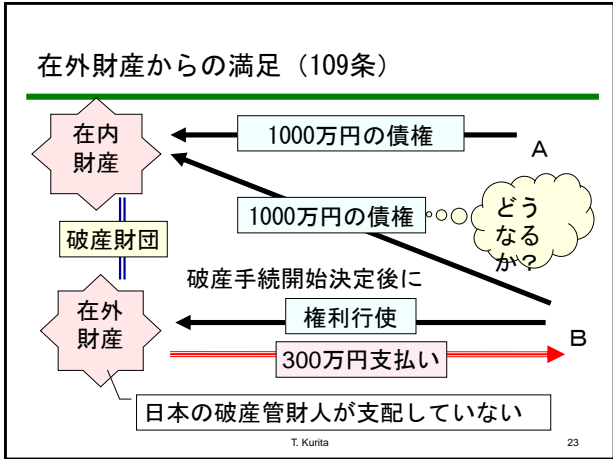 在外財産からの満足（109条）
在内
財産
1000万円の債権
A
1000万円の債権
どう
なる
か?
破産財団
破産手続開始決定後に
在外
財産
権利行使
B
300万円支払い
日本の破産管財人が支配していない
T. Kurita
23